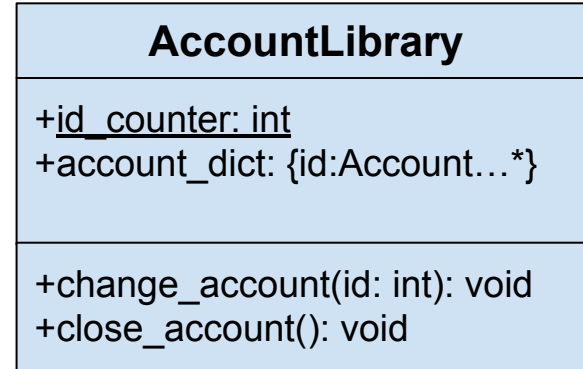 AccountLibrary
+id_counter: int
+account_dict: {id:Account…*}
+change_account(id: int): void
+close_account(): void